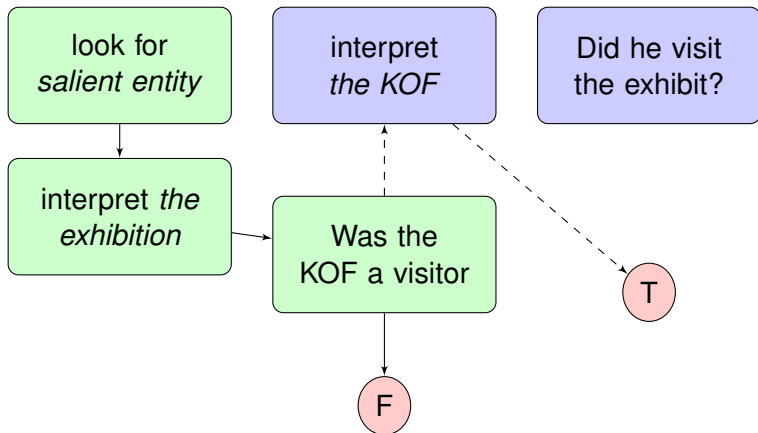 look for
salient entity
interpret
the KOF
Did he visit
the exhibit?
interpret the
exhibition
Was the
KOF a visitor
T
F